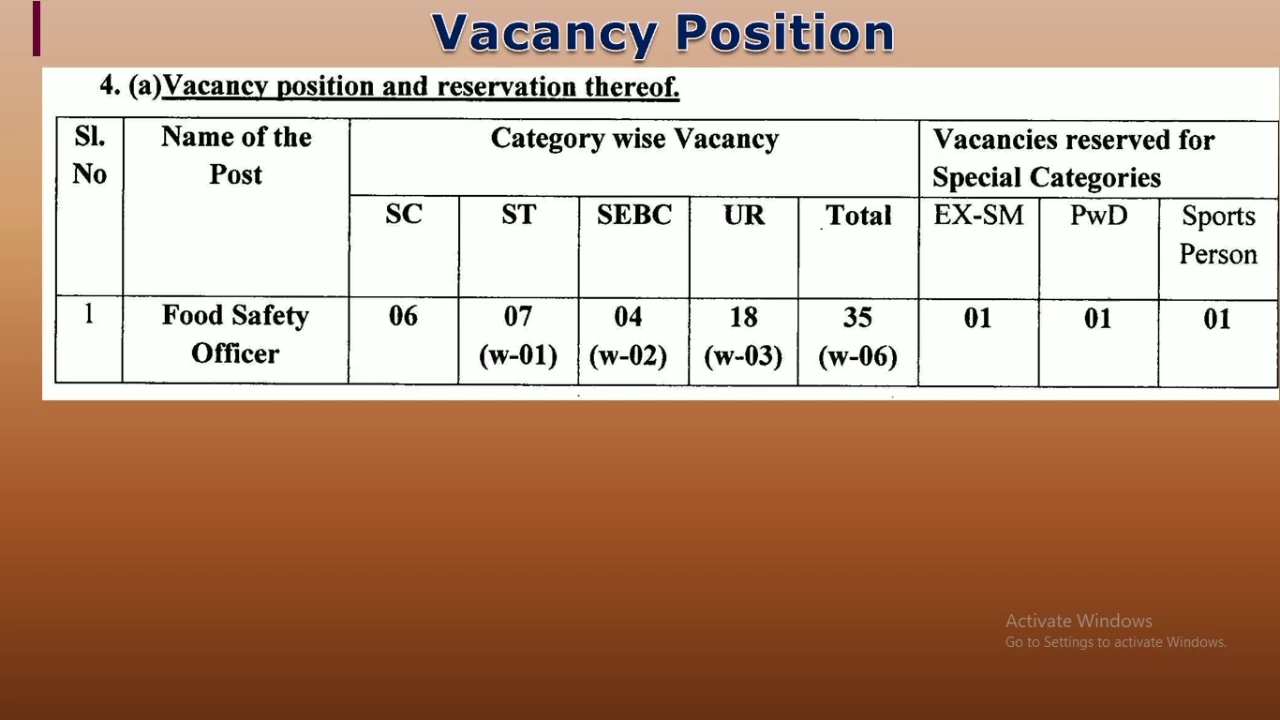 Vacancy Position
4. (a)Vacancy position and reservation thereof.
Sl. No Name of the Post Category wise Vacancy Vacancies reserved for Special Categories
SC ST SEBC UR Total EX-SM PwD Sports Person
1 Food Safety Officer 06 07 (w-01) 04 (w-02) 18 (w-03) 35 (w-06) 01 01 01
Activate Windows
Go to Settings to activate Windows.